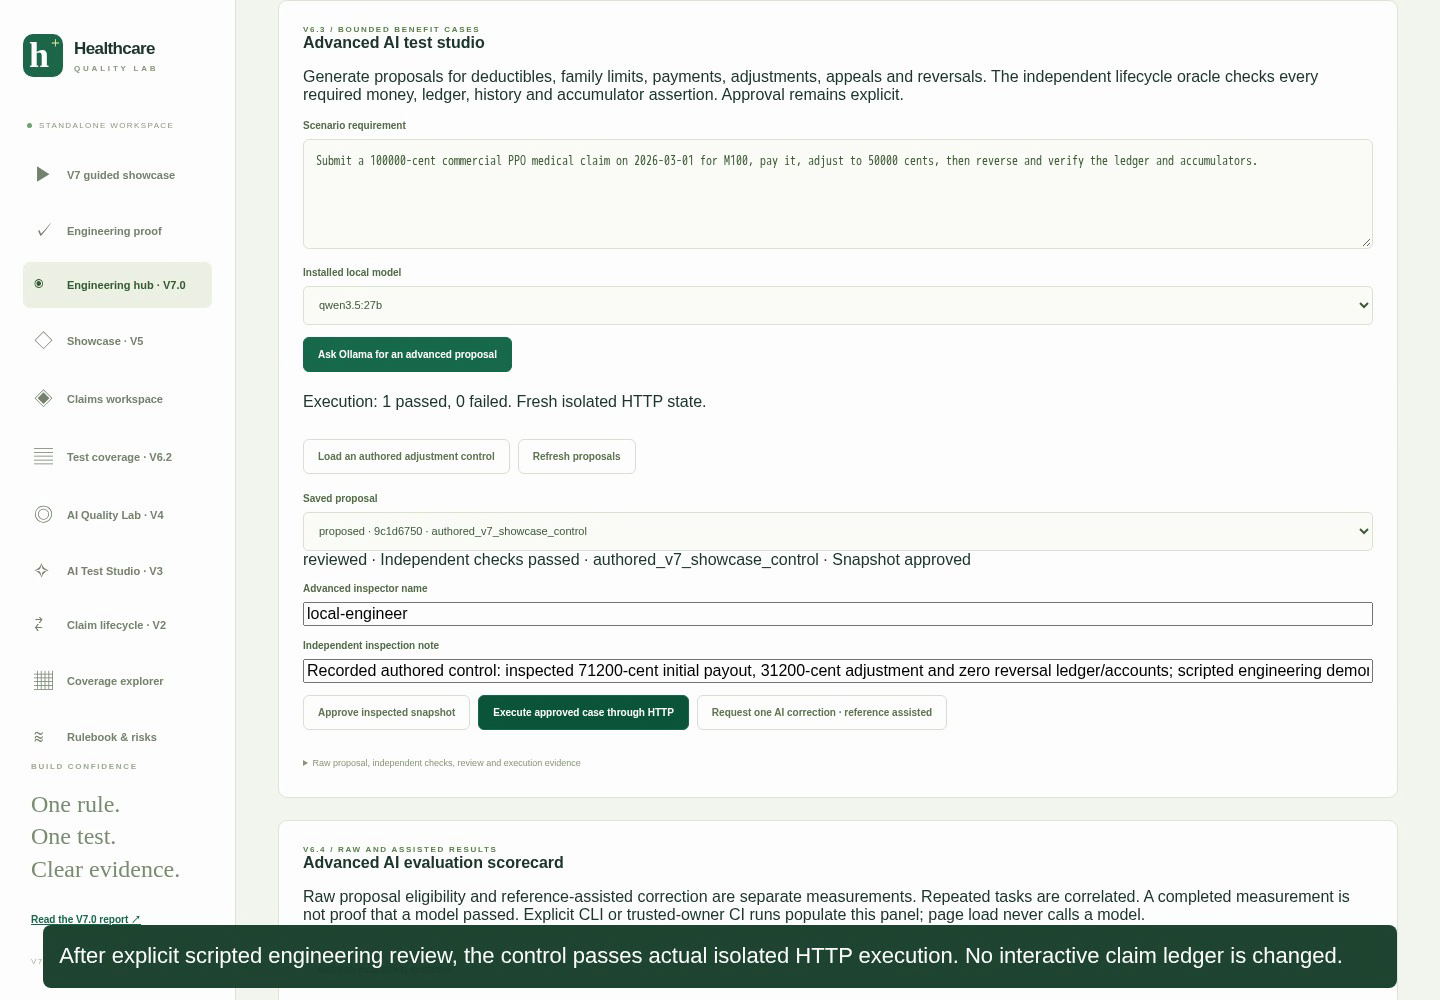 h+
Healthcare
QUALITY LAB
STANDALONE WORKSPACE
V7 guided showcase
Engineering proof
Engineering hub · V7.0
Showcase · V5
Claims workspace
Test coverage · V6.2
AI Quality Lab · V4
AI Test Studio · V3
Claim lifecycle · V2
Coverage explorer
Rulebook & risks
BUILD CONFIDENCE
One rule.
One test.
Clear evidence.
Read the V7.0 report ↗
V7
V6.3 / BOUNDED BENEFIT CASES
Advanced AI test studio
Generate proposals for deductibles, family limits, payments, adjustments, appeals and reversals. The independent lifecycle oracle checks every
required money, ledger, history and accumulator assertion. Approval remains explicit.
Scenario requirement
Submit a 100000-cent commercial PPO medical claim on 2026-03-01 for M100, pay it, adjust to 50000 cents, then reverse and verify the ledger and accumulators.
Installed local model
qwen3.5:27b
Ask Ollama for an advanced proposal
Execution: 1 passed, 0 failed. Fresh isolated HTTP state.
Load an authored adjustment control
Refresh proposals
Saved proposal
proposed · 9c1d6750 · authored_v7_showcase_control
reviewed · Independent checks passed · authored_v7_showcase_control · Snapshot approved
Advanced inspector name
local-engineer
Independent inspection note
Recorded authored control: inspected 71200-cent initial payout, 31200-cent adjustment and zero reversal ledger/accounts; scripted engineering demon
Approve inspected snapshot
Execute approved case through HTTP
Request one AI correction · reference assisted
Raw proposal, independent checks, review and execution evidence
V6.4 / RAW AND ASSISTED RESULTS
Advanced AI evaluation scorecard
Raw proposal eligibility and reference-assisted correction are separate measurements. Repeated tasks are correlated. A completed measurement is
not proof that a model passed. Explicit CLI or trusted-owner CI runs populate this panel; page load never calls a model.
After explicit scripted engineering review, the control passes actual isolated HTTP execution. No interactive claim ledger is changed.